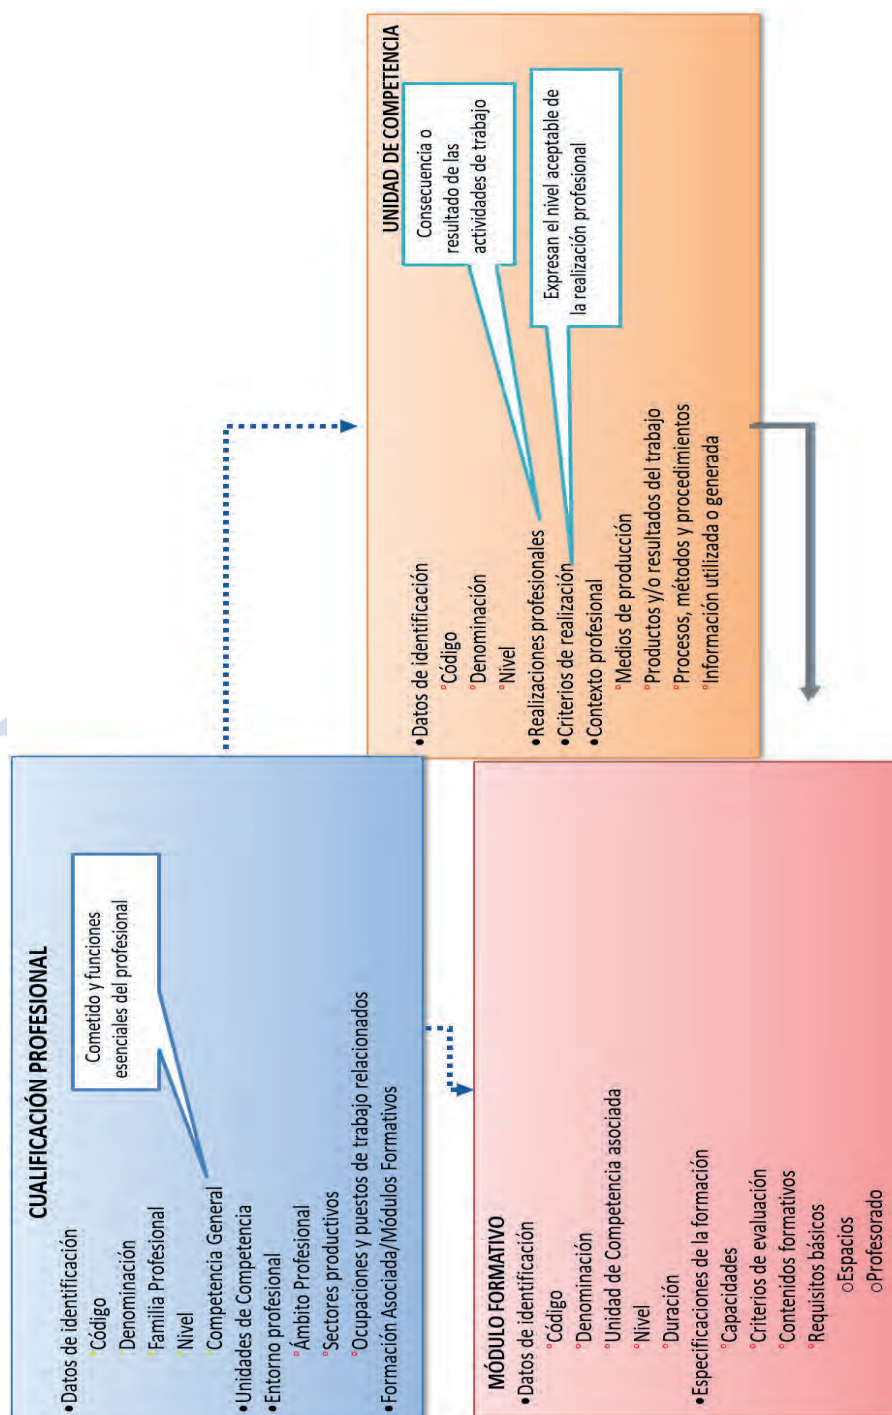 CUALIFICACIÓN PROFESIONAL
•Datos de identificación
°Código
°Denominación
°Familia Profesional
°Nivel
°Competencia General
•Unidades de Competencia
•Entorno profesional
°Ámbito Profesional
°Sectores productivos
°Ocupaciones y puestos de trabajo relacionados
•Formación Asociada/Módulos Formativos
Cometido y funciones
esenciales del profesional
UNIDAD DE COMPETENCIA
•Datos de identificación
°Código
°Denominación
°Nivel
•Realizaciones profesionales
•Criterios de realización
•Contexto profesional
°Medios de producción
°Productos y/o resultados del trabajo
°Procesos, métodos y procedimientos
°Información utilizada o generada
Consecuencia o
resultado de las
actividades de trabajo
Expresan el nivel aceptable de
la realización profesional
MÓDULO FORMATIVO
•Datos de identificación
°Código
°Denominación
°Unidad de Competencia asociada
°Nivel
°Duración
•Especificaciones de la formación
°Capacidades
°Criterios de evaluación
°Contenidos formativos
°Requisitos básicos
○Espacios
○Profesorado